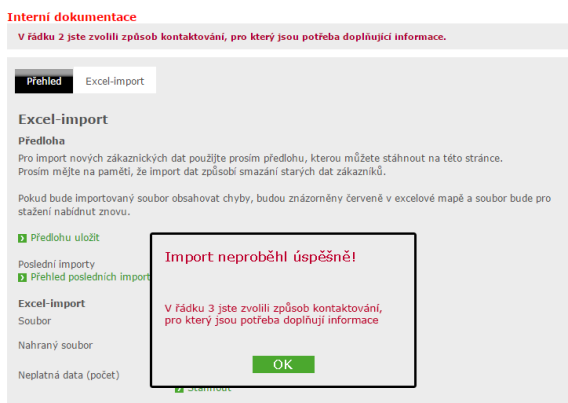 Interní dokumentace
V řádku 2 jste zvolili způsob kontaktování, pro který jsou potřeba doplňující informace.
Přehled Excel-import
Excel-import
Předloha
Pro import nových zákaznických dat použijte prosím předlohu, kterou můžete stáhnout na této stránce.
Prosím mějte na paměti, že import dat způsobí smazání starých dat zákazníků.
Pokud bude importovaný soubor obsahovat chyby, budou znázorněny červeně v excelové mapě a soubor bude pro
stažení nabídnut znovu.
Předlohu uložit
Poslední importy
Přehled posledních import
Excel-import
Soubor
Nahraný soubor
Neplatná data (počet)
Import neproběhl úspěšně!
V řádku 3 jste zvolili způsob kontaktování,
pro který jsou potřeba doplňují informace
OK
Stáhnout